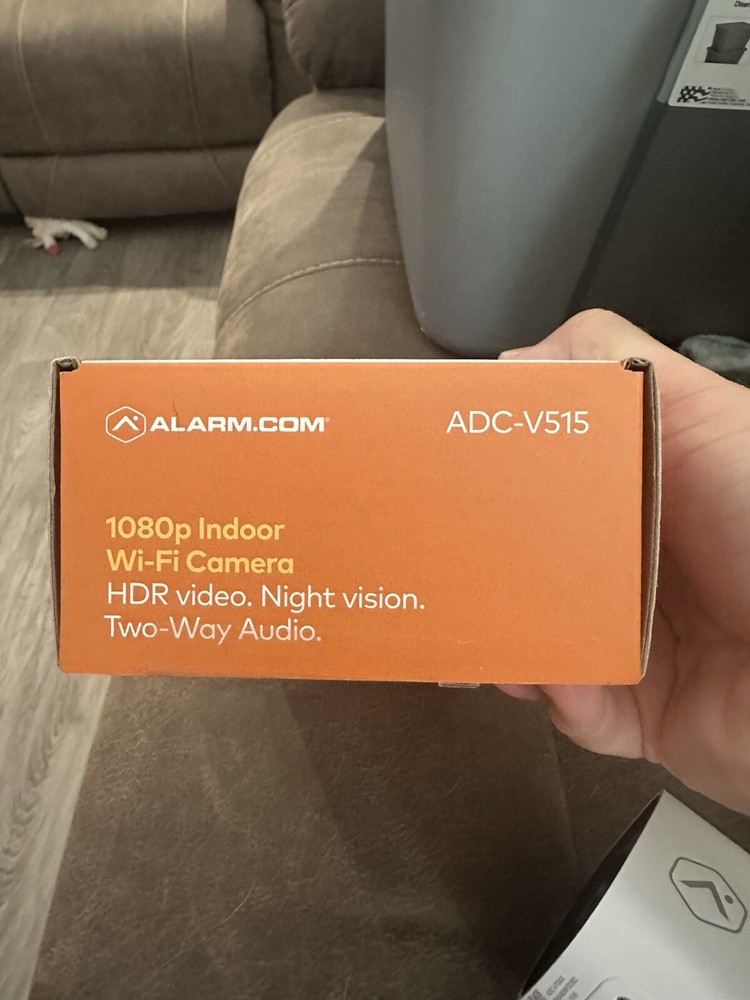 ALARM.COM®
ADC-V515
1080p Indoor
Wi-Fi Camera
HDR video. Night vision.
Two-Way Audio.